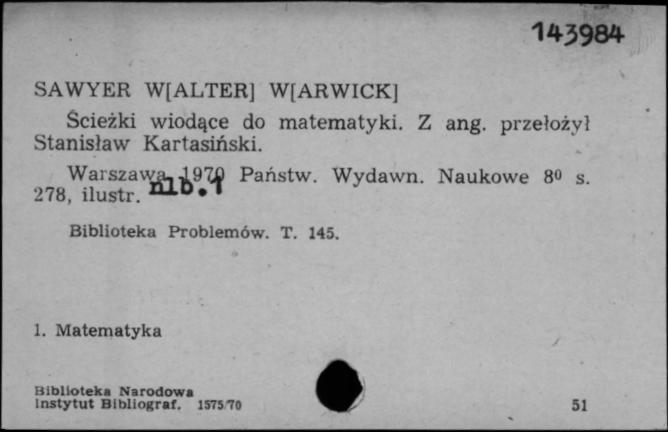 143984
SAWYER W[ALTER] W[ARWICK]
Ścieżki wiodące do matematyki. Z ang. przełożył
Stanisław Kartasiński.
Warszawa 1970 Państw. Wydawn. Naukowe 8⁰ s.
278, ilustr. nlb. 1
Biblioteka Problemów. T. 145.
1. Matematyka
Biblioteka Narodowa
Instytut Bibliograf. 1575/70
51